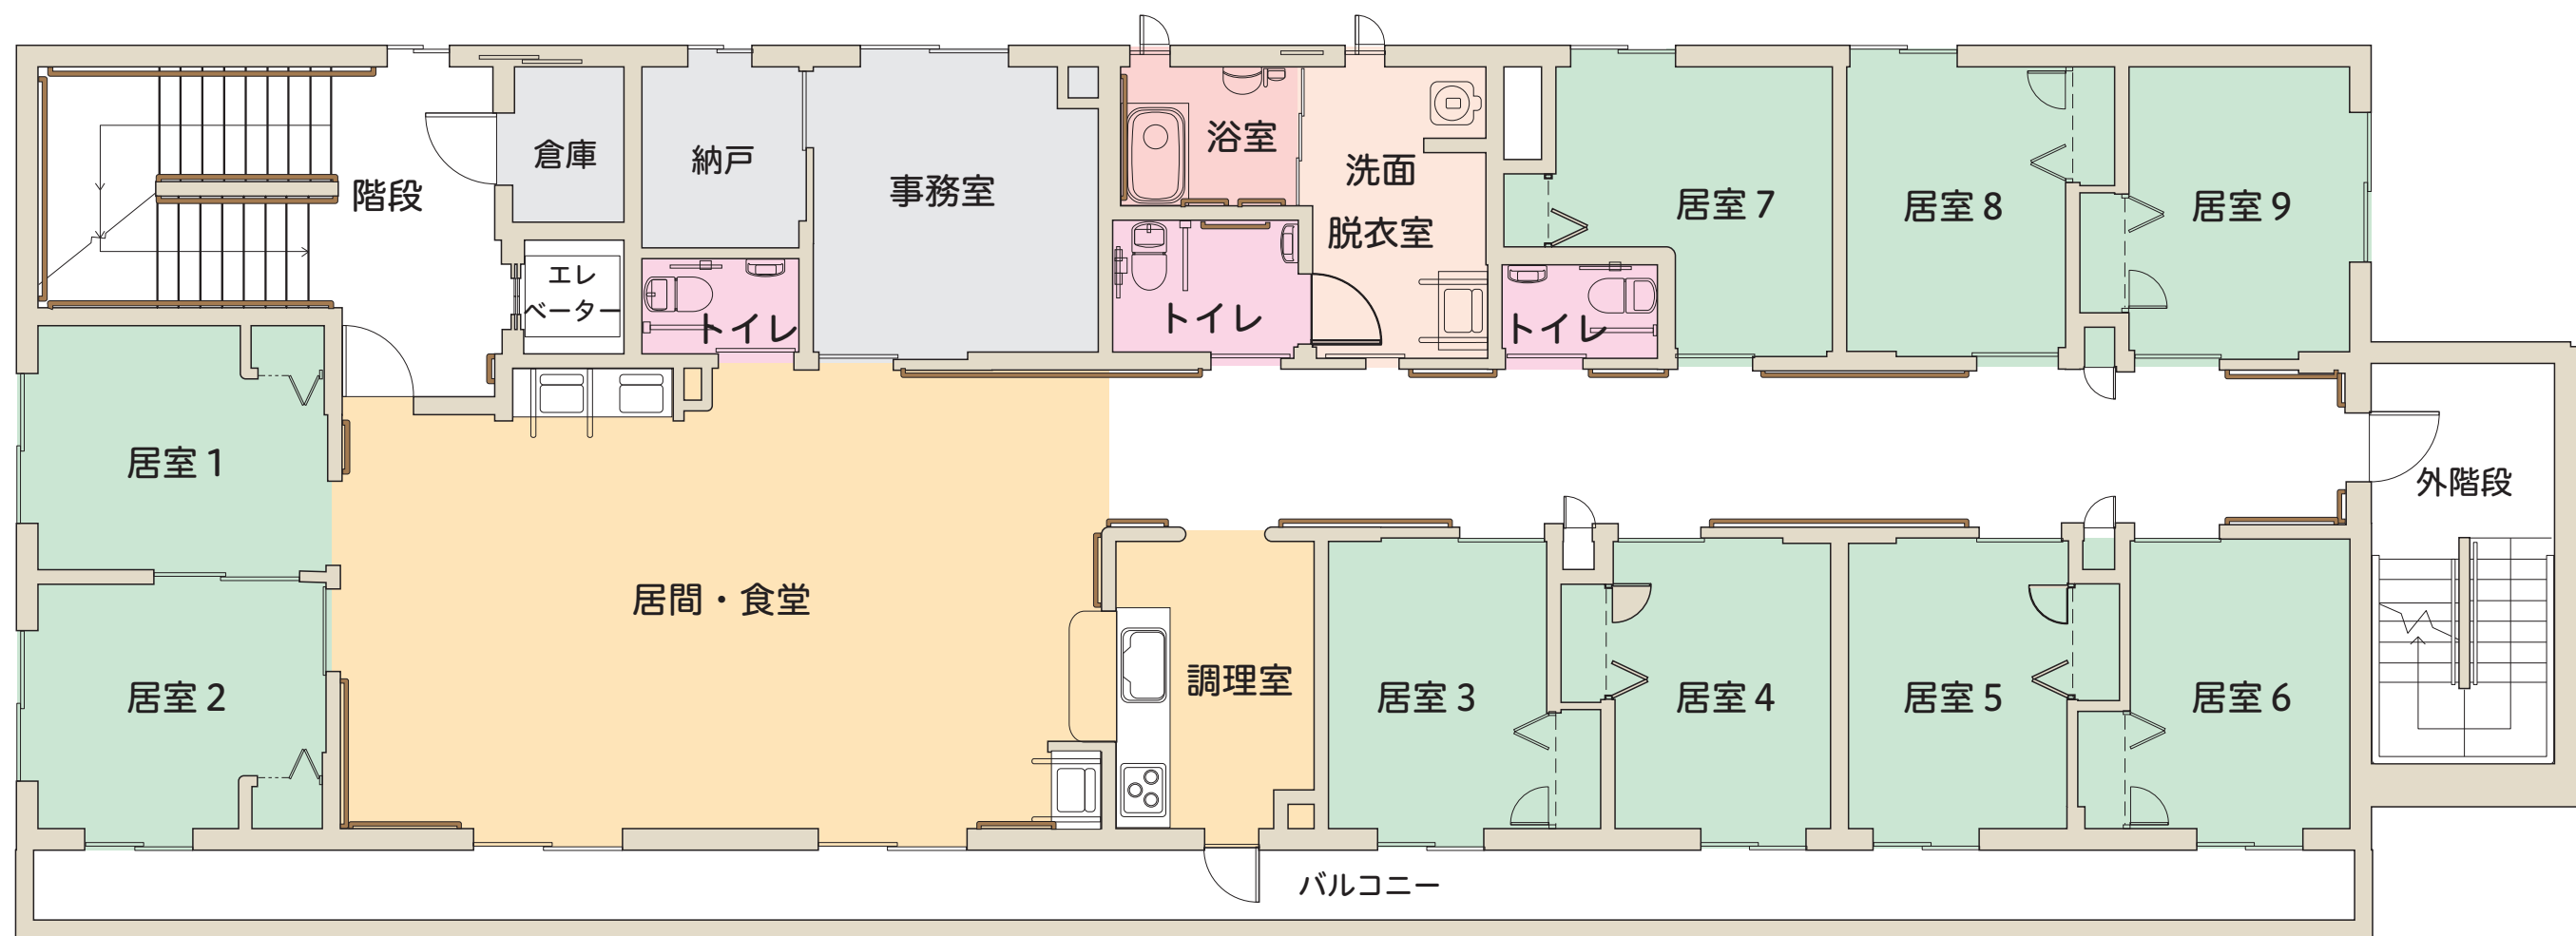 階段
倉庫
エレ
ベーター
納戸
トイレ
事務室
浴室
洗面
脱衣室
トイレ
トイレ
居室 7
居室 8
居室 9
居室 1
居室 2
居間・食堂
調理室
居室 3
居室 4
居室 5
居室 6
外階段
バルコニー